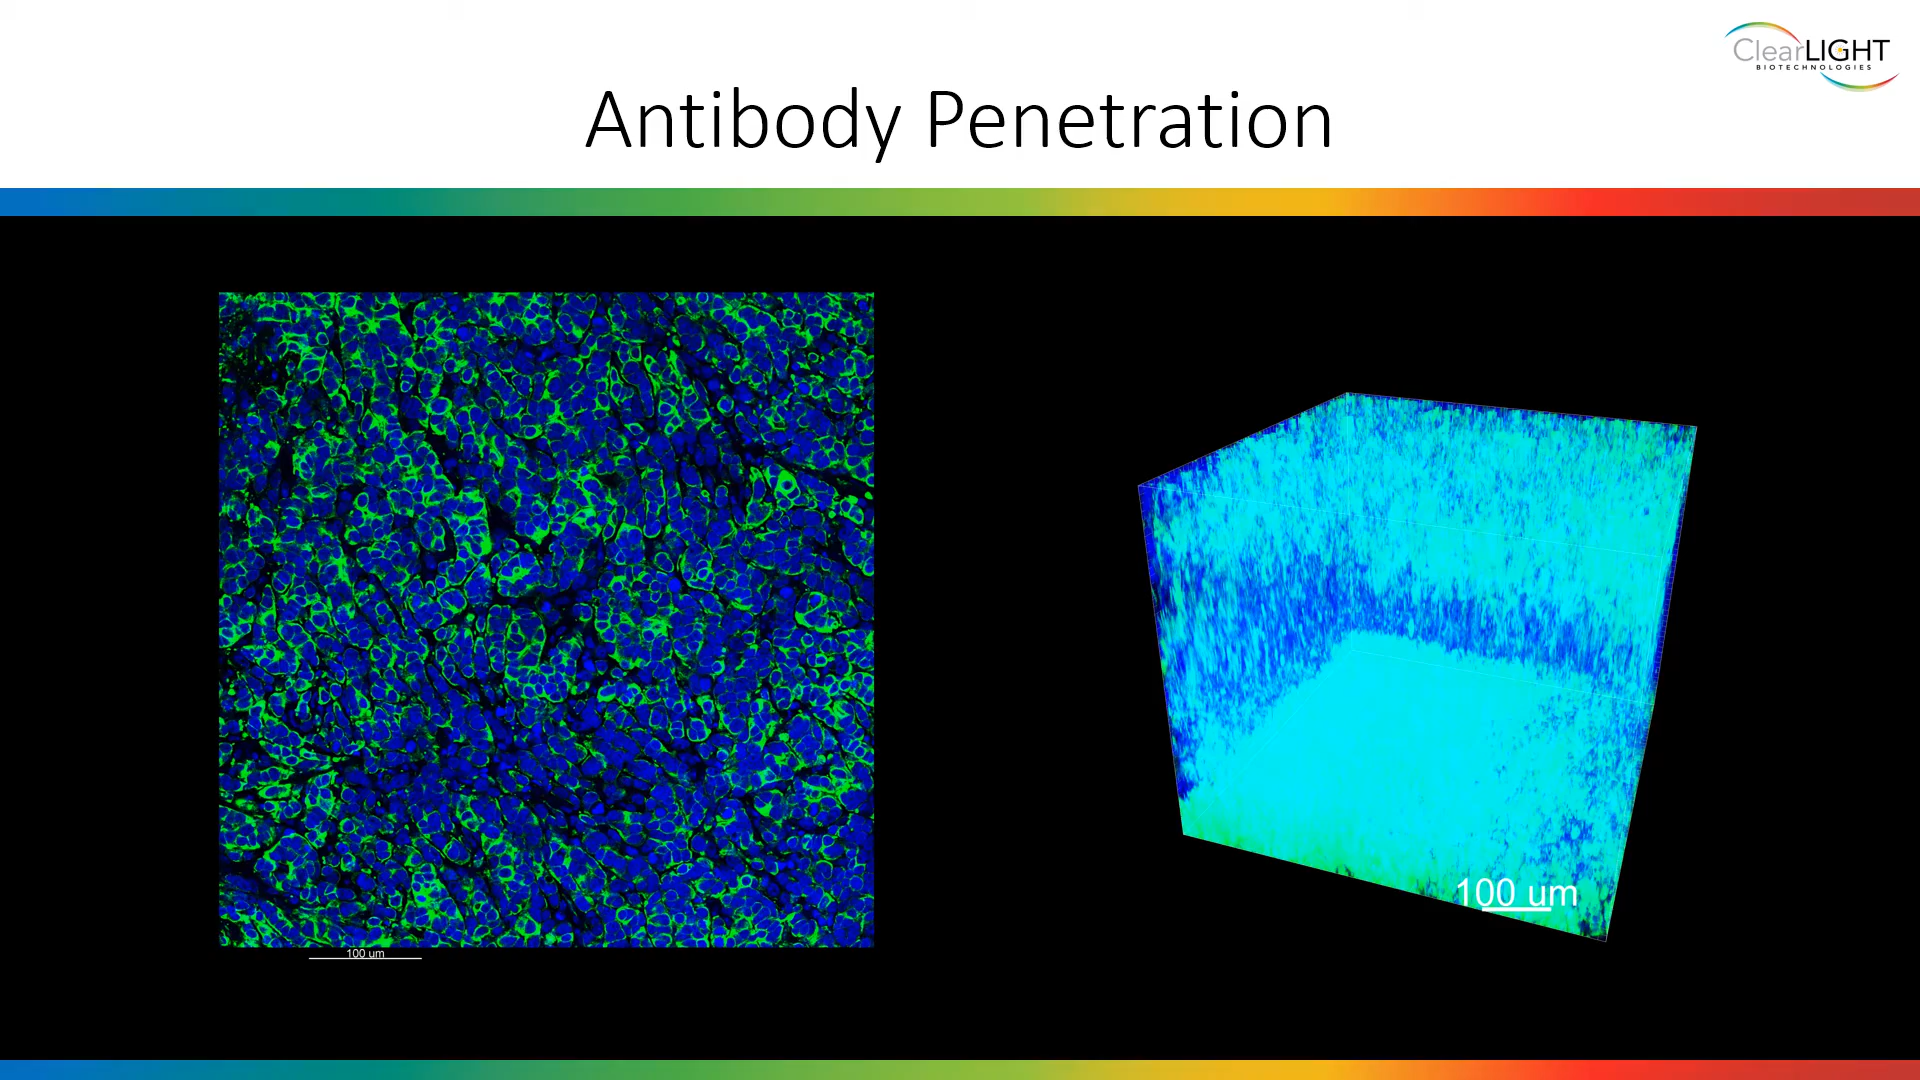 ClearLIGHT
BIOTECHNOLOGIES
Antibody Penetration
100 um
100 um